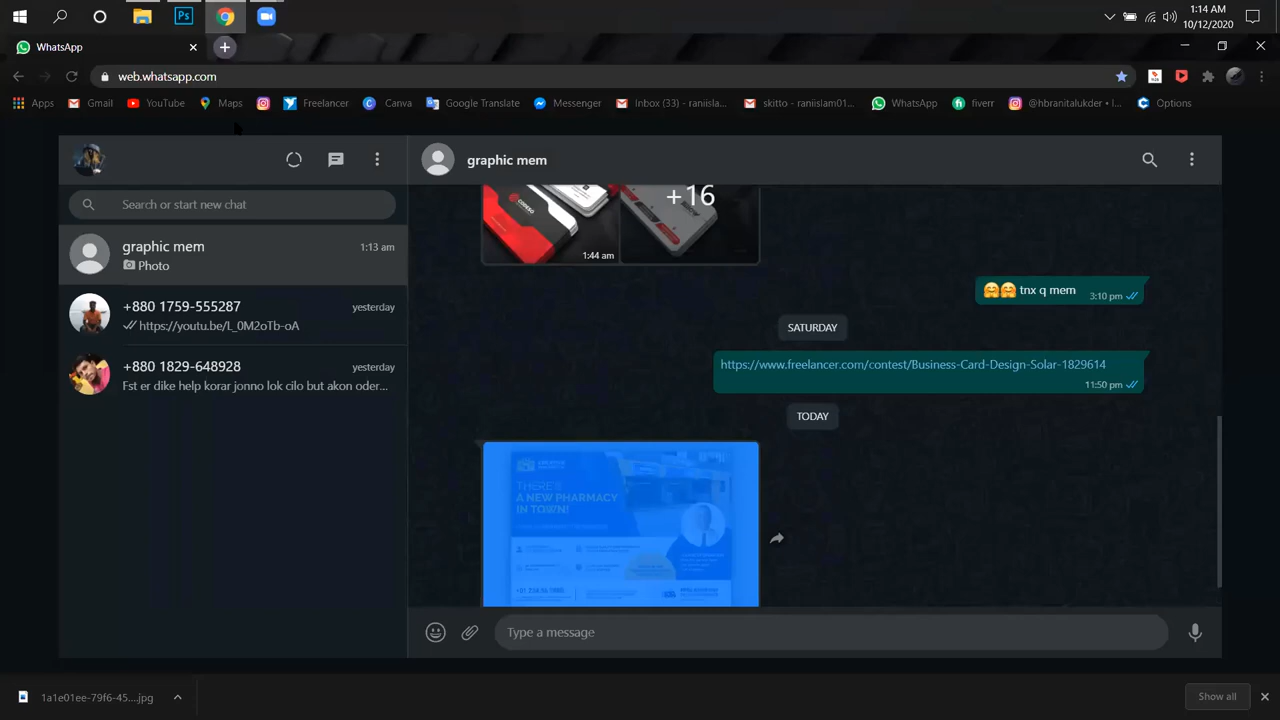 Ps
1:14 AM
10/12/2020
WhatsApp
web.whatsapp.com
Apps
Gmail
YouTube
Maps
Freelancer
Canva
Google Translate
Messenger
Inbox (33) - raniisla...
skitto - raniislam01...
WhatsApp
fiverr
@hbranitalukder • I...
Options
graphic mem
Search or start new chat
graphic mem
1:13 am
Photo
+880 1759-555287
yesterday
https://youtu.be/L_0M2oTb-oA
+880 1829-648928
yesterday
Fst er dike help korar jonno lok cilo but akon oder...
+16
1:44 am
🤗🤗 tnx q mem
3:10 pm
SATURDAY
https://www.freelancer.com/contest/Business-Card-Design-Solar-1829614
11:50 pm
TODAY
THERE'S
A NEW PHARMACY
IN TOWN!
Type a message
1a1e01ee-79f6-45....jpg
Show all